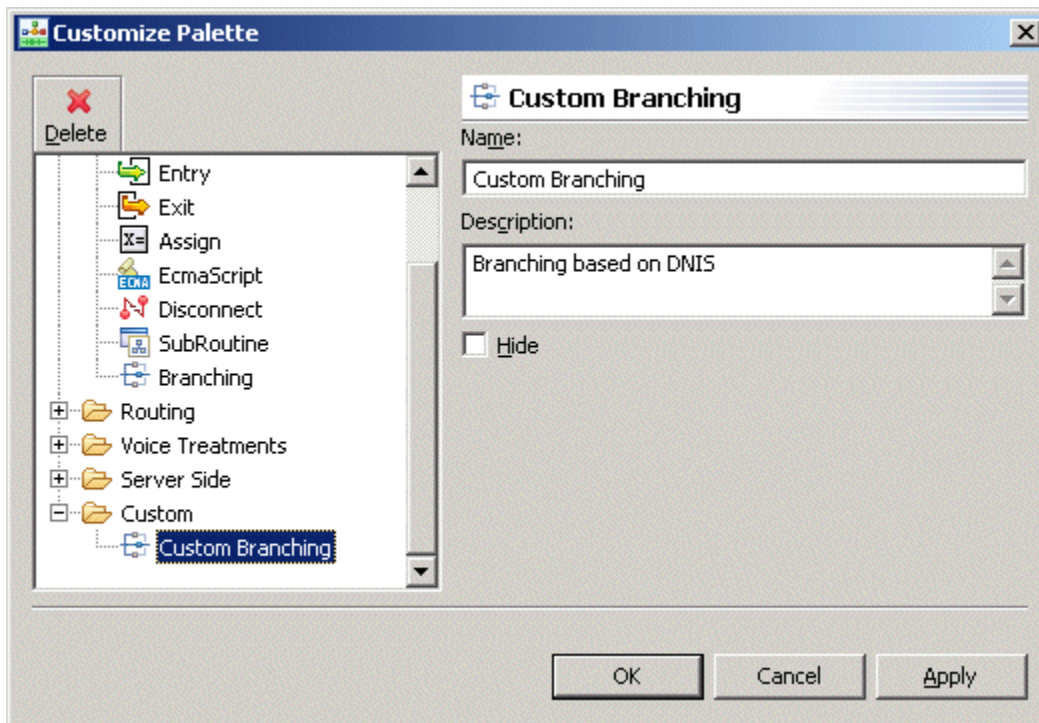 Customize Palette
Delete
Entry
Exit
X= Assign
ECMA EcmaScript
Disconnect
SubRoutine
Branching
Routing
Voice Treatments
Server Side
Custom
Custom Branching
Custom Branching
Name:
Custom Branching
Description:
Branching based on DNIS
Hide
OK Cancel Apply